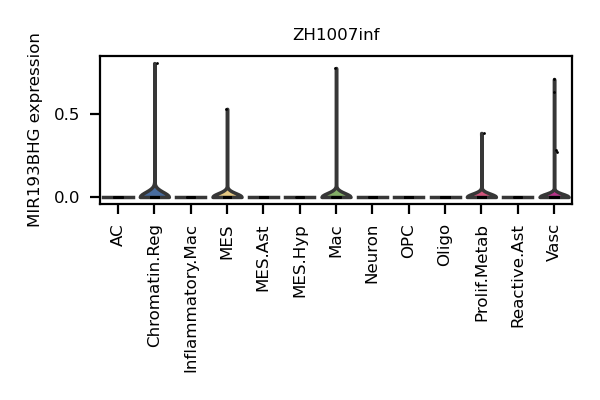 ZH1007inf
MIR193BHG expression
0.5
0.0
AC
Chromatin.Reg
Inflammatory.Mac
MES
MES.Ast
MES.Hyp
Mac
Neuron
OPC
Oligo
Prolif.Metab
Reactive.Ast
Vasc